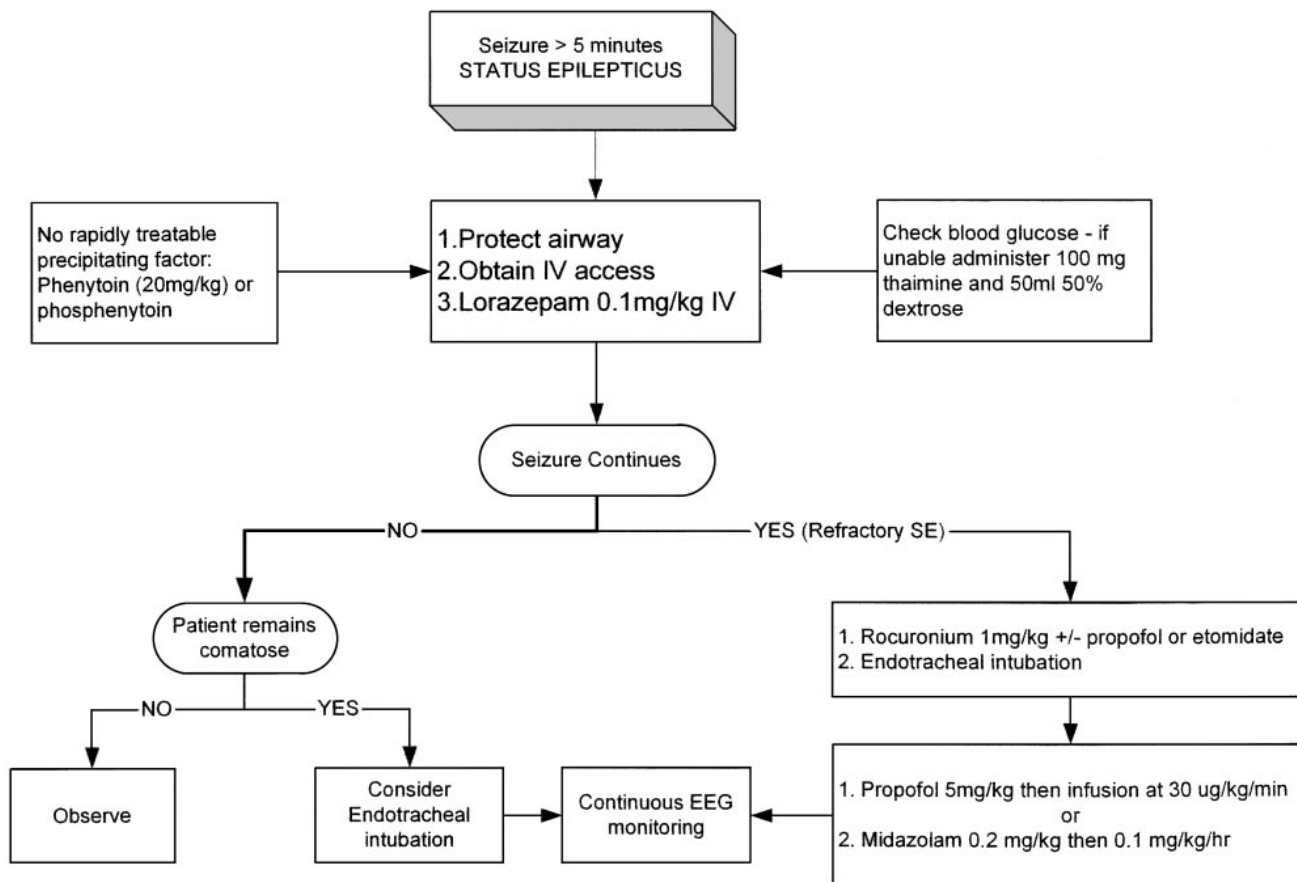 Seizure > 5 minutes
STATUS EPILEPTICUS
No rapidly treatable
precipitating factor:
Phenytoin (20mg/kg) or
phosphenytoin
1.Protect airway
2.Obtain IV access
3.Lorazepam 0.1mg/kg IV
Check blood glucose - if
unable administer 100 mg
thaimine and 50ml 50%
dextrose
Seizure Continues
NO
YES (Refractory SE)
Patient remains
comatose
1. Rocuronium 1mg/kg +/- propofol or etomidate
2. Endotracheal intubation
NO
YES
Observe
Consider
Endotracheal
intubation
Continuous EEG
monitoring
1. Propofol 5mg/kg then infusion at 30 ug/kg/min
or
2. Midazolam 0.2 mg/kg then 0.1 mg/kg/hr